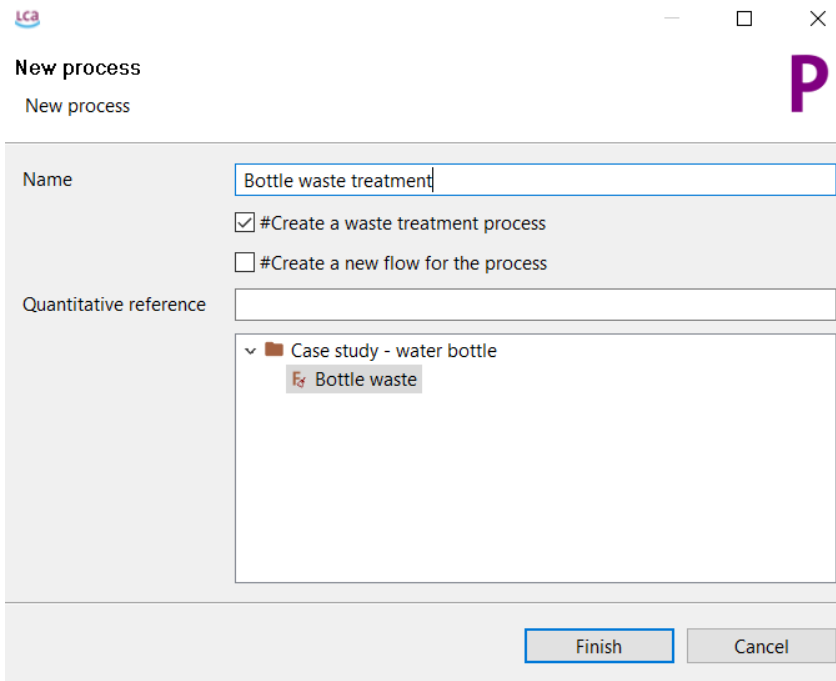 LCA
New process
New process
P
Name
Bottle waste treatment
#Create a waste treatment process
#Create a new flow for the process
Quantitative reference
Case study - water bottle
Bottle waste
Finish
Cancel